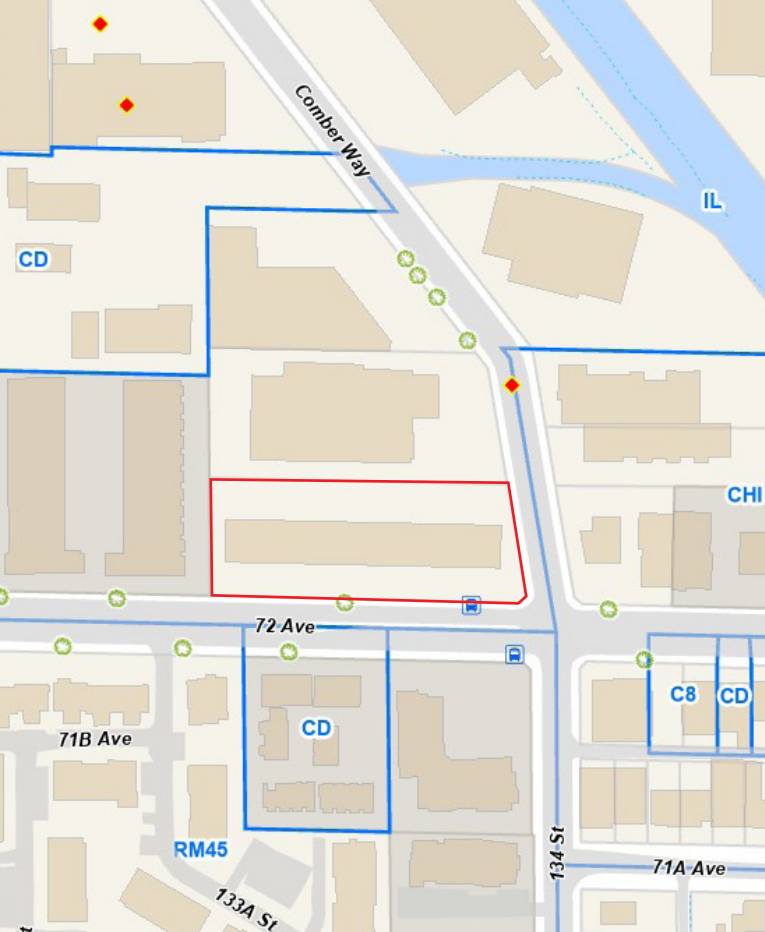 Comber Way
IL
CD
CHI
72 Ave
C8
CD
CD
71B Ave
RM45
134 St
71A Ave
133A St